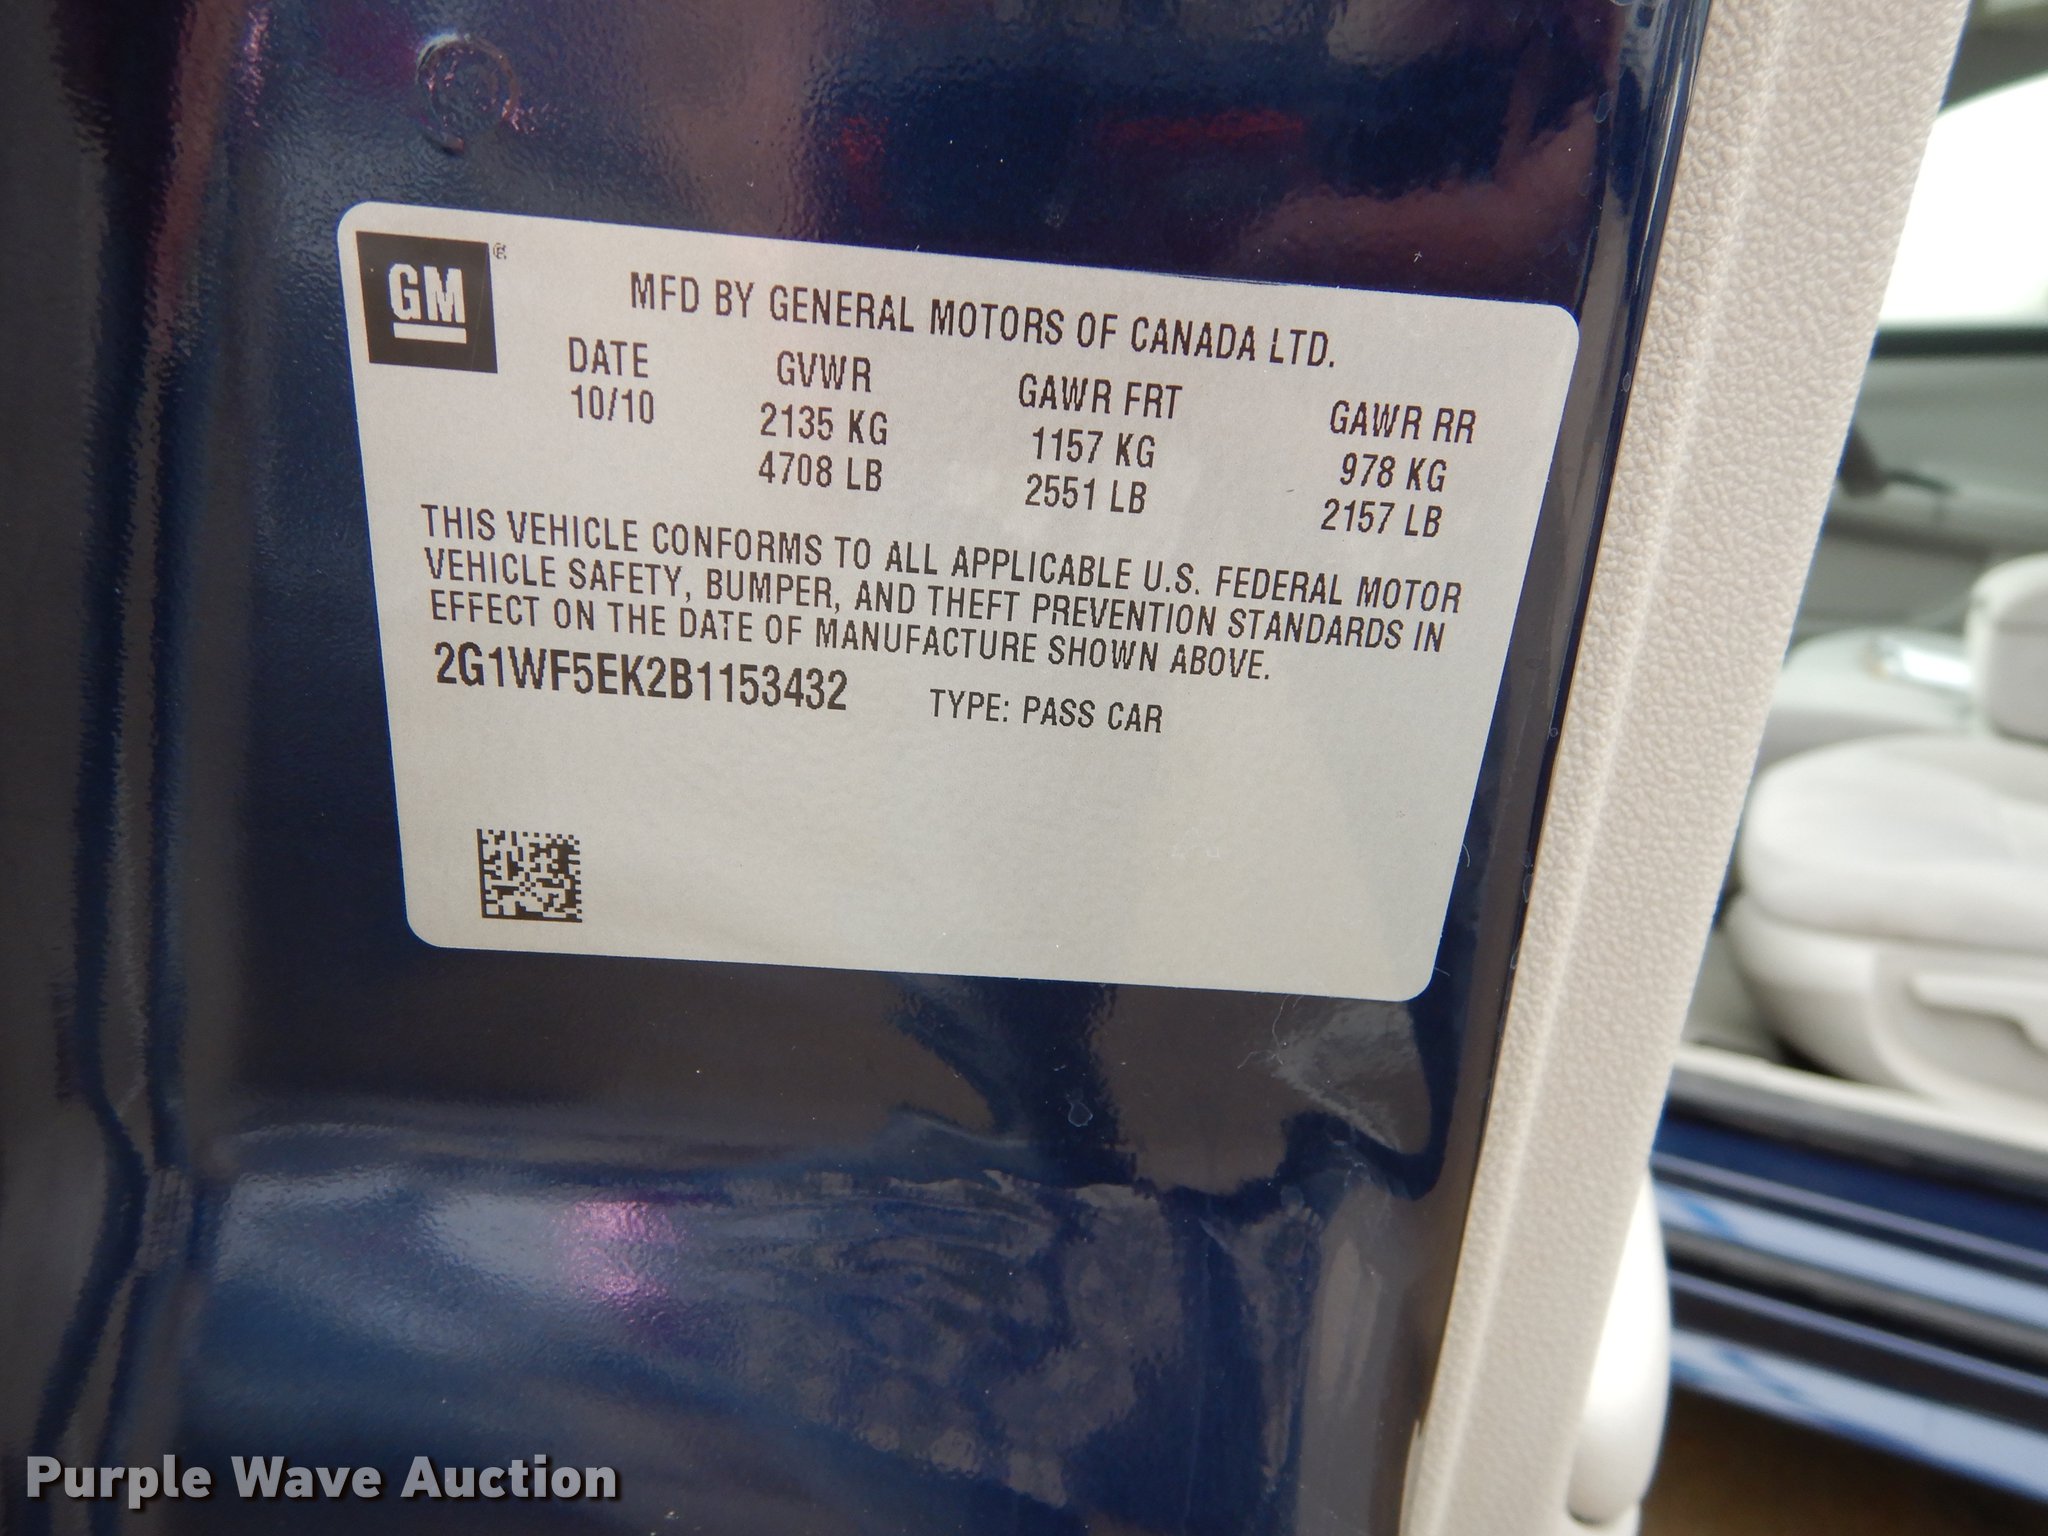 GM
MFD BY GENERAL MOTORS OF CANADA LTD.
DATE GVWR GAWR FRT GAWR RR
10/10 2135 KG 1157 KG 978 KG
4708 LB 2551 LB 2157 LB
THIS VEHICLE CONFORMS TO ALL APPLICABLE U.S. FEDERAL MOTOR
VEHICLE SAFETY, BUMPER, AND THEFT PREVENTION STANDARDS IN
EFFECT ON THE DATE OF MANUFACTURE SHOWN ABOVE.
2G1WF5EK2B1153432 TYPE: PASS CAR
Purple Wave Auction